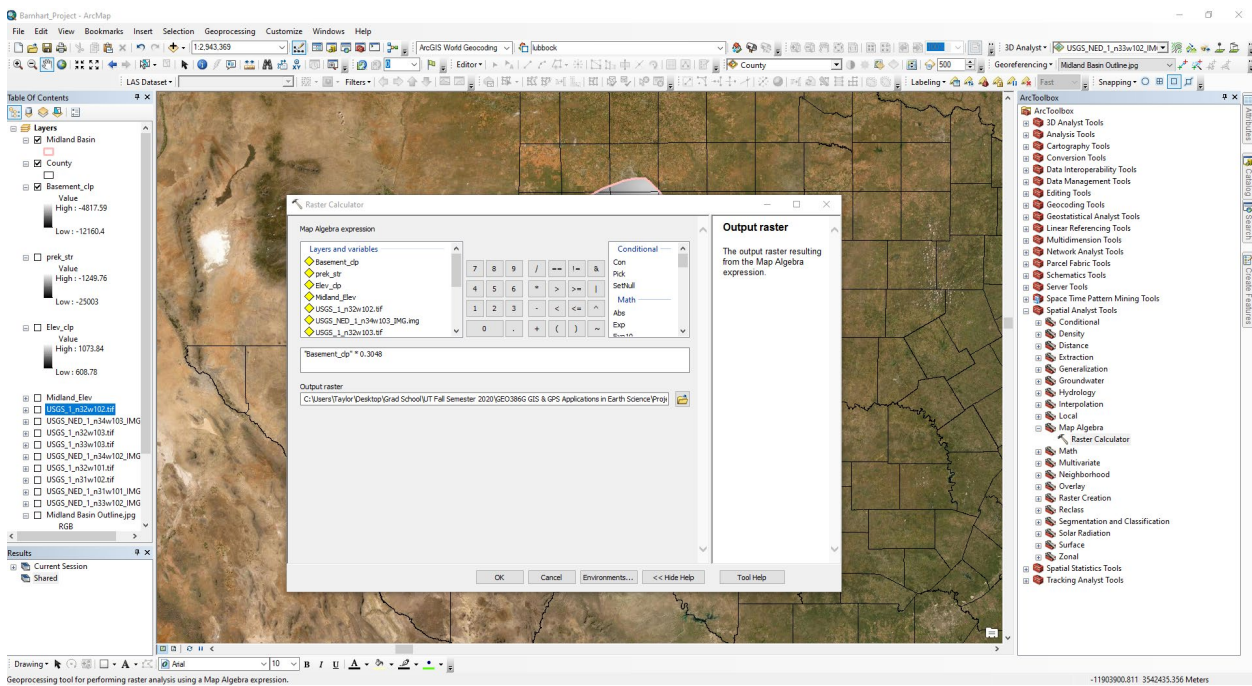 Barnhart_Project - ArcMap
File Edit View Bookmarks Insert Selection Geoprocessing Customize Windows Help
1:2,943,369
ArcGIS World Geocoding
lubbock
3D Analyst
USGS_NED_1_n33w102_IM
Editor
County
500
Georeferencing
Midland Basin Outline.jpg
LAS Dataset
Filters
Labeling
Fast
Snapping
Table Of Contents
Layers
Midland Basin
County
Basement_clp
Value
High : -4817.59
Low : -12160.4
prek_str
Value
High : -1249.76
Low : -25003
Elev_clp
Value
High : 1073.84
Low : 608.78
Midland_Elev
USGS_1_n32w102.tif
USGS_NED_1_n34w103_IMG
USGS_1_n32w103.tif
USGS_1_n33w103.tif
USGS_NED_1_n34w102_IMG
USGS_1_n32w101.tif
USGS_1_n31w102.tif
USGS_NED_1_n31w101_IMG
USGS_NED_1_n33w102_IMG
Midland Basin Outline.jpg
RGB
Results
Current Session
Shared
Raster Calculator
Map Algebra expression
Layers and variables
Basement_clp
prek_str
Elev_clp
Midland_Elev
USGS_1_n32w102.tif
USGS_NED_1_n34w103_IMG.img
USGS_1_n32w103.tif
7 8 9 / == != &
4 5 6 * > >= |
1 2 3 - < <= ^
0 . + ( ) ~
Conditional
Con
Pick
SetNull
Math
Abs
Exp
Exp10
"Basement_clp" * 0.3048
Output raster
C:\Users\Taylor\Desktop\Grad School\UT Fall Semester 2020\GEO386G GIS & GPS Applications in Earth Science\Proje
OK Cancel Environments... << Hide Help Tool Help
Output raster
The output raster resulting
from the Map Algebra
expression.
ArcToolbox
ArcToolbox
3D Analyst Tools
Analysis Tools
Cartography Tools
Conversion Tools
Data Interoperability Tools
Data Management Tools
Editing Tools
Geocoding Tools
Geostatistical Analyst Tools
Linear Referencing Tools
Multidimension Tools
Network Analyst Tools
Parcel Fabric Tools
Schematics Tools
Server Tools
Space Time Pattern Mining Tools
Spatial Analyst Tools
Conditional
Density
Distance
Extraction
Generalization
Groundwater
Hydrology
Interpolation
Local
Map Algebra
Raster Calculator
Math
Multivariate
Neighborhood
Overlay
Raster Creation
Reclass
Segmentation and Classification
Solar Radiation
Surface
Zonal
Spatial Statistics Tools
Tracking Analyst Tools
Attributes
Catalog
Search
Create Features
Drawing
A
Arial
10
B I U A
Geoprocessing tool for performing raster analysis using a Map Algebra expression.
-11903900.811 3542435.356 Meters